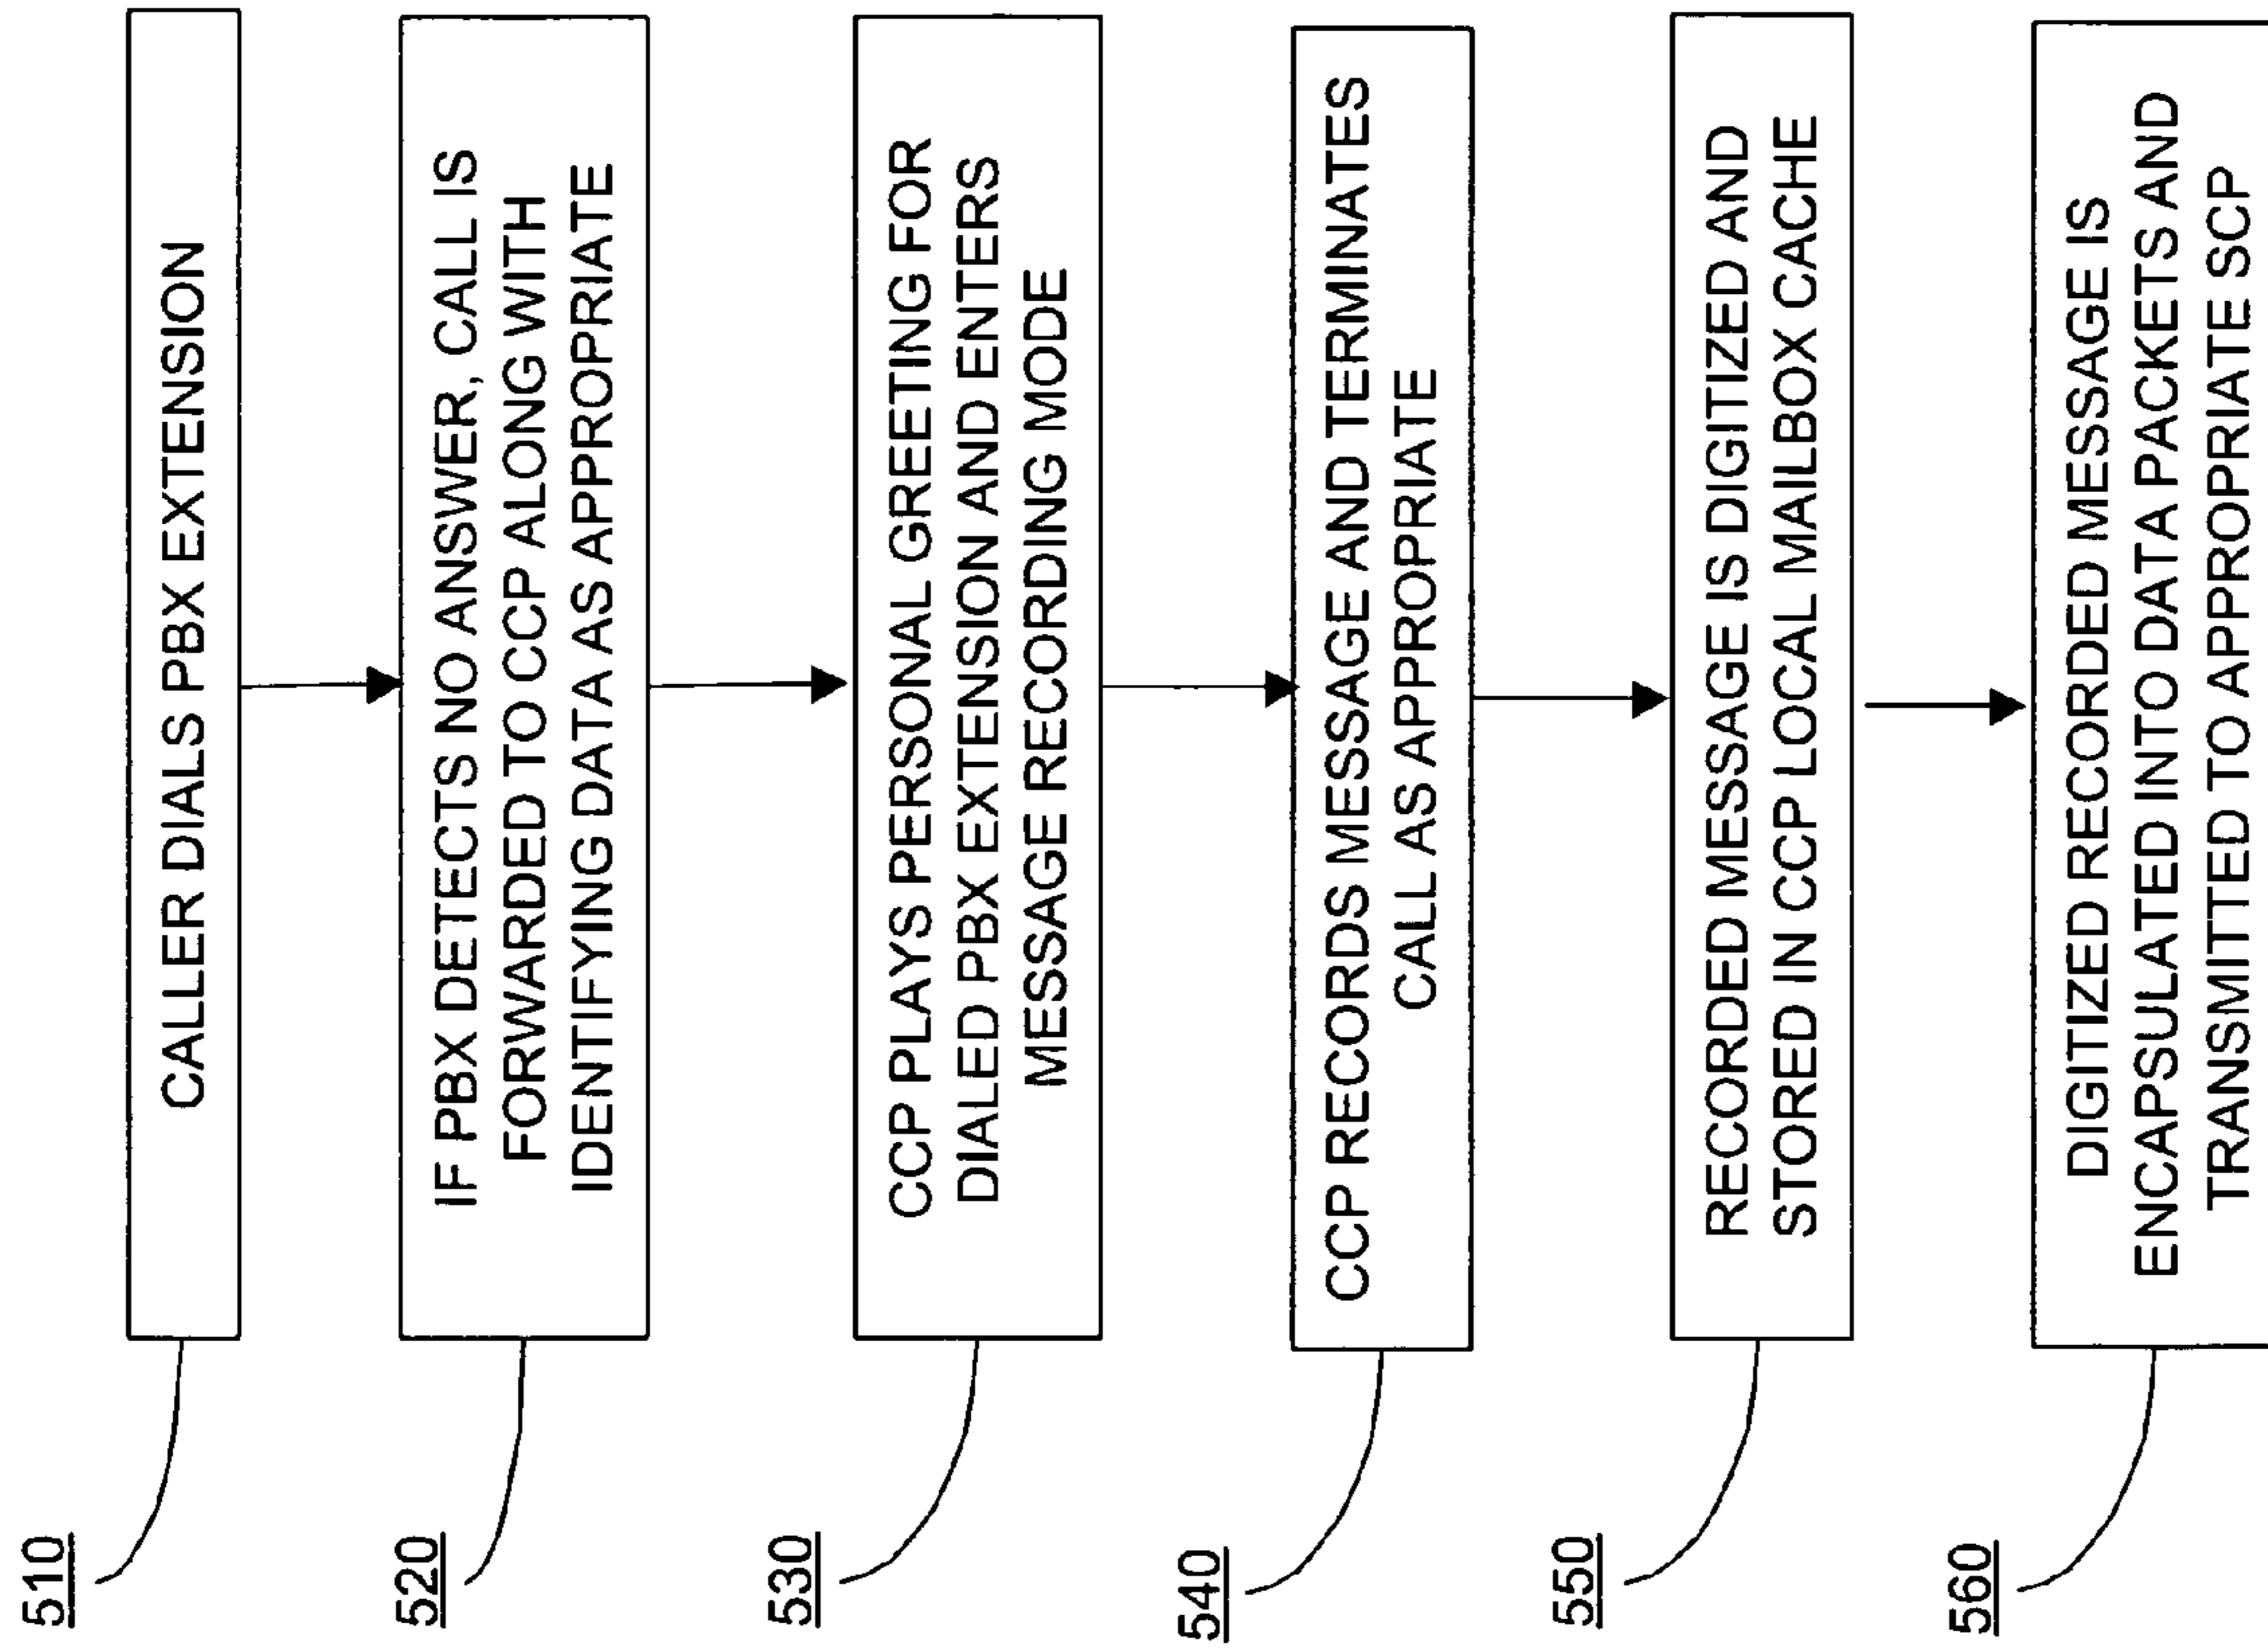 510
CALLER DIALS PBX EXTENSION
520
IF PBX DETECTS NO ANSWER, CALL IS
FORWARDED TO CCP ALONG WITH
IDENTIFYING DATA AS APPROPRIATE
530
CCP PLAYS PERSONAL GREETING FOR
DIALED PBX EXTENSION AND ENTERS
MESSAGE RECORDING MODE
540
CCP RECORDS MESSAGE AND TERMINATES
CALL AS APPROPRIATE
550
RECORDED MESSAGE IS DIGITIZED AND
STORED IN CCP LOCAL MAILBOX CACHE
560
DIGITIZED RECORDED MESSAGE IS
ENCAPSULATED INTO DATA PACKETS AND
TRANSMITTED TO APPROPRIATE SCP